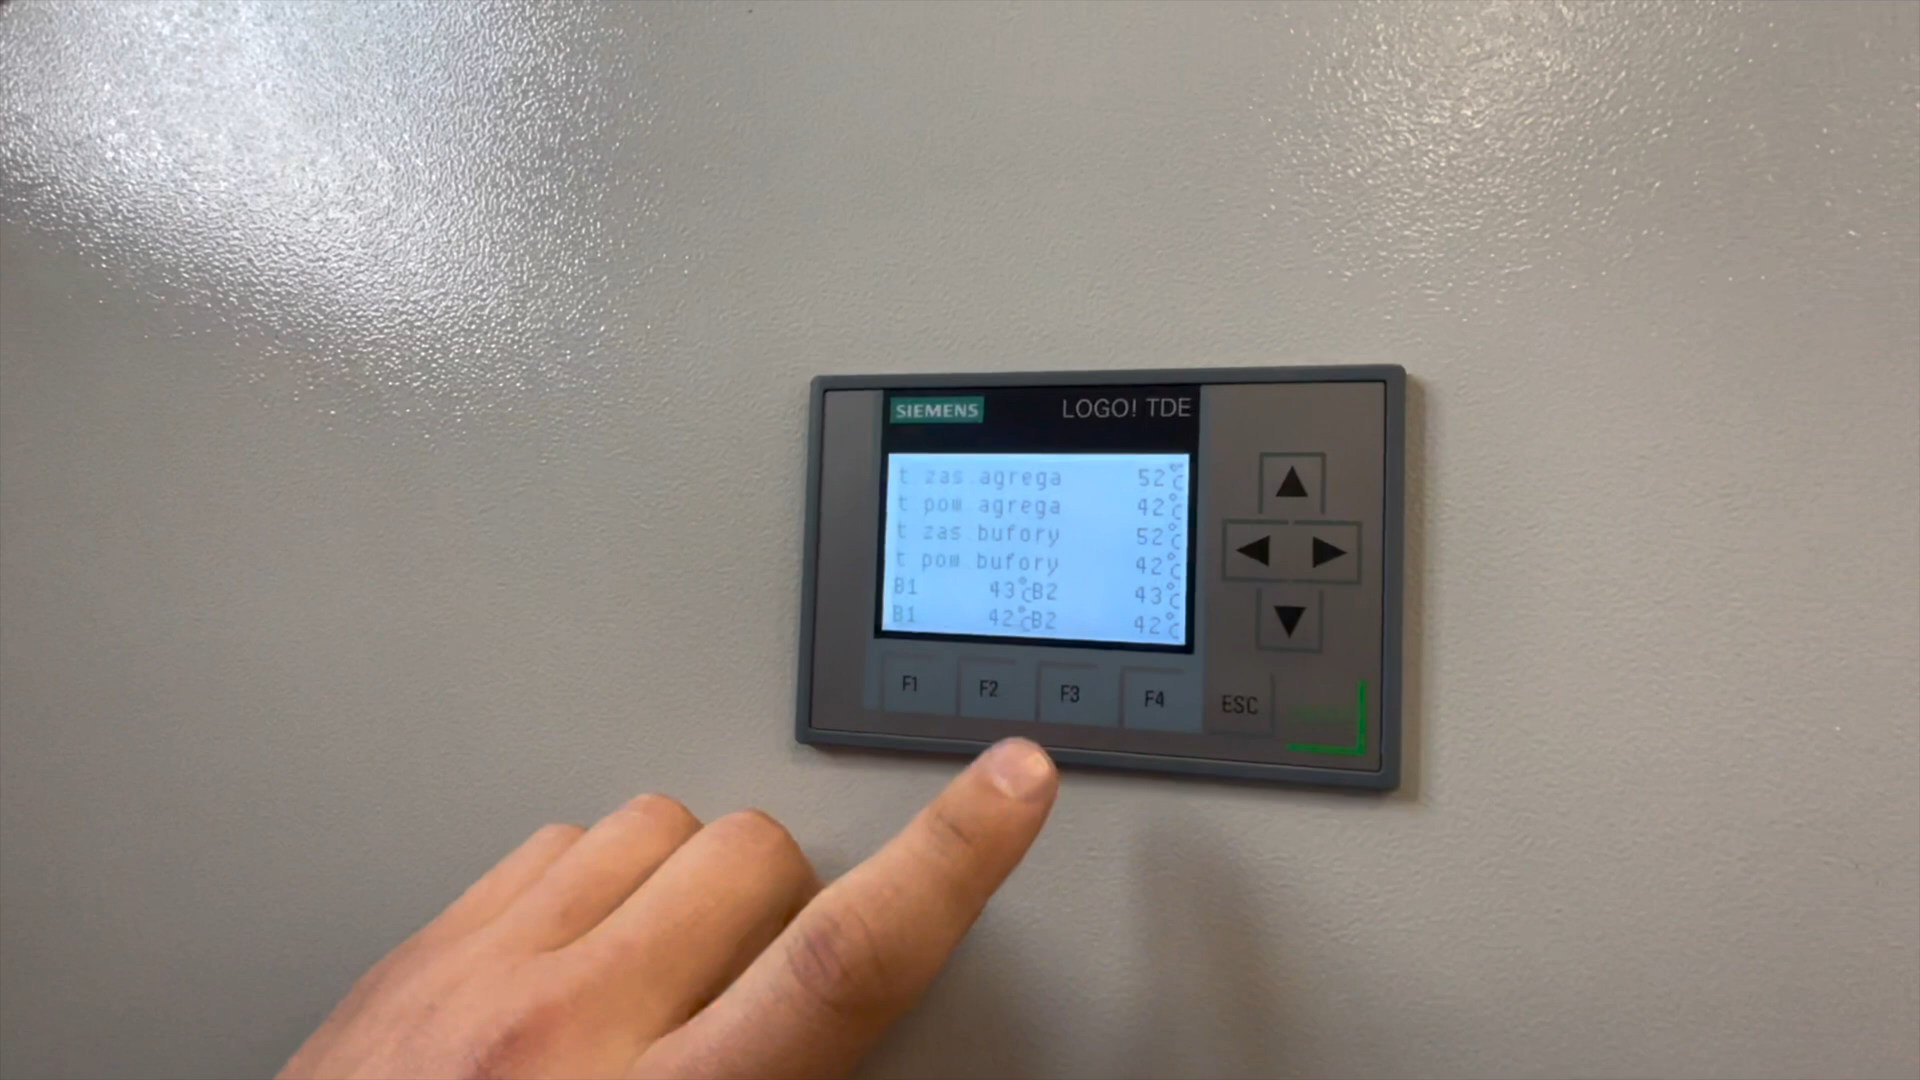 SIEMENS LOGO! TDE
t zas.agrega 52°C
t pow.agrega 42°C
t zas bufory 52°C
t pow bufory 42°C
B1 43°C B2 43°C
B1 42°C B2 42°C
F1 F2 F3 F4 ESC